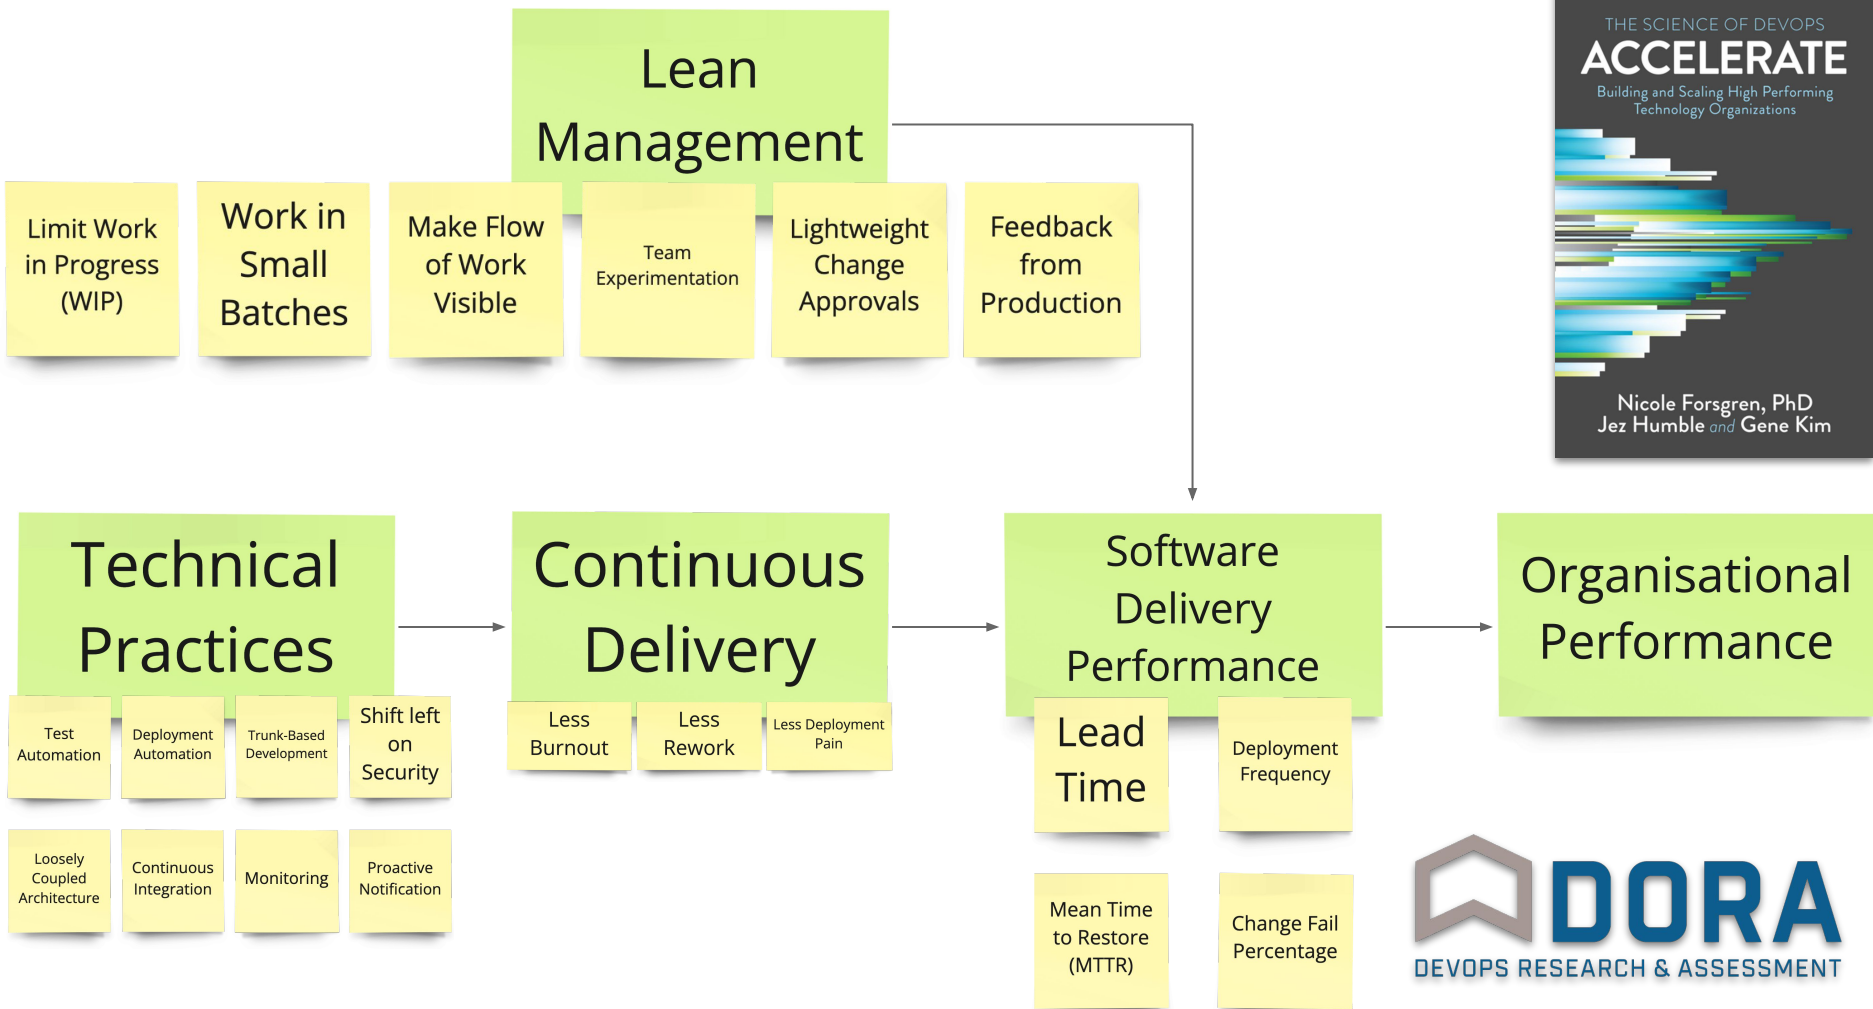 Lean
Management
Limit Work
in Progress
(WIP)
Work in
Small
Batches
Make Flow
of Work
Visible
Team
Experimentation
Lightweight
Change
Approvals
Feedback
from
Production
THE SCIENCE OF DEVOPS
ACCELERATE
Building and Scaling High Performing
Technology Organizations
Nicole Forsgren, PhD
Jez Humble and Gene Kim
Technical
Practices
Test
Automation
Deployment
Automation
Trunk-Based
Development
Shift left
on
Security
Loosely
Coupled
Architecture
Continuous
Integration
Monitoring
Proactive
Notification
Continuous
Delivery
Less
Burnout
Less
Rework
Less Deployment
Pain
Software
Delivery
Performance
Lead
Time
Deployment
Frequency
Mean Time
to Restore
(MTTR)
Change Fail
Percentage
Organisational
Performance
DORA
DEVOPS RESEARCH & ASSESSMENT